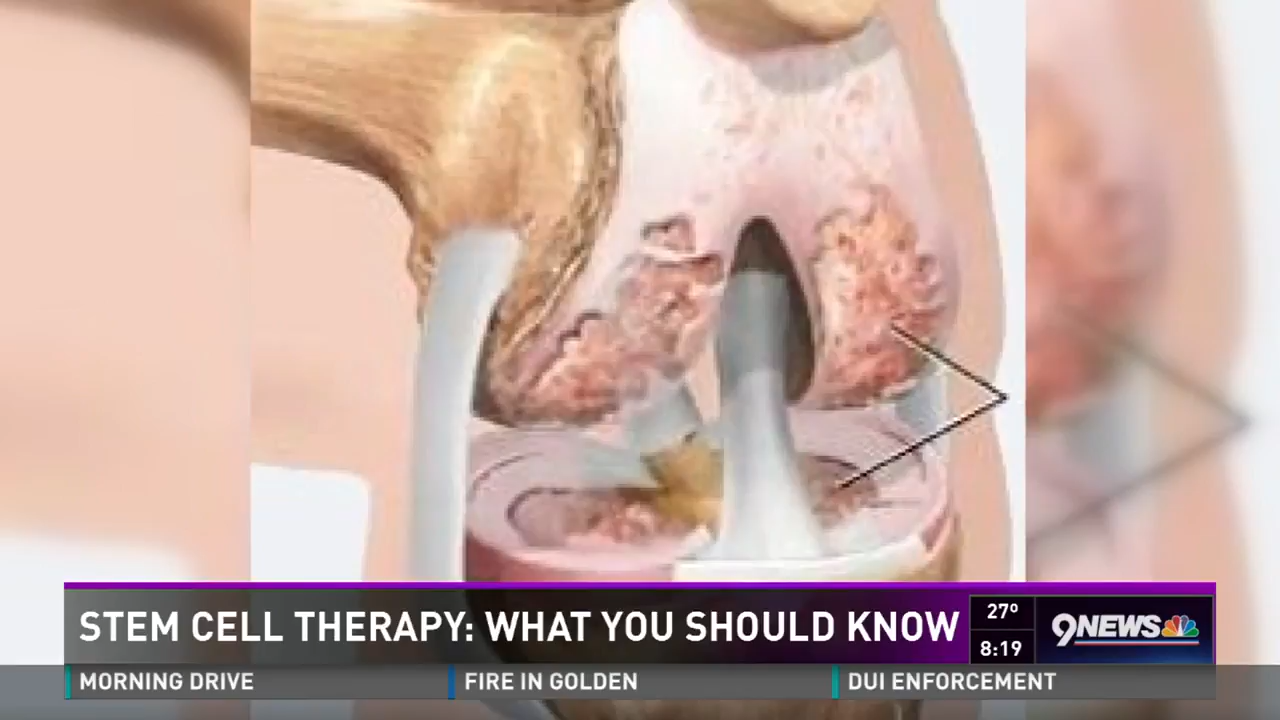 STEM CELL THERAPY: WHAT YOU SHOULD KNOW
27°
8:19
9NEWS
MORNING DRIVE
FIRE IN GOLDEN
DUI ENFORCEMENT